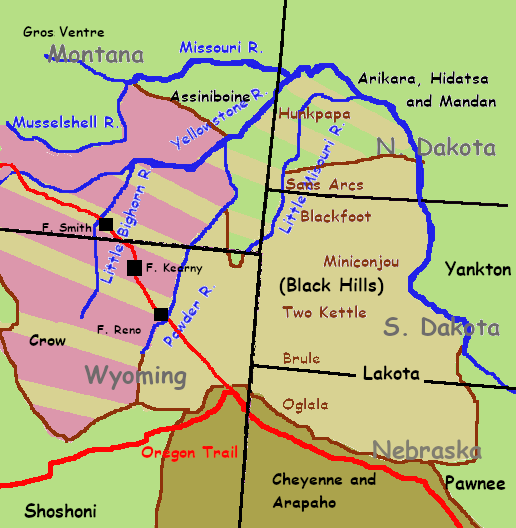 Gros Ventre
Montana
Missouri R.
Arikara, Hidatsa
and Mandan
Assiniboine
Yellowstone R.
Musselshell R.
Hunkpapa
N. Dakota
Little Misouri R.
Sans Arcs
Blackfoot
F. Smith
Little Bighorn R.
F. Kearny
Miniconjou
Yankton
(Black Hills)
Powder R.
Two Kettle
F. Reno
S. Dakota
Crow
Brule
Wyoming
Lakota
Oglala
Oregon Trail
Nebraska
Cheyenne and
Arapaho
Pawnee
Shoshoni